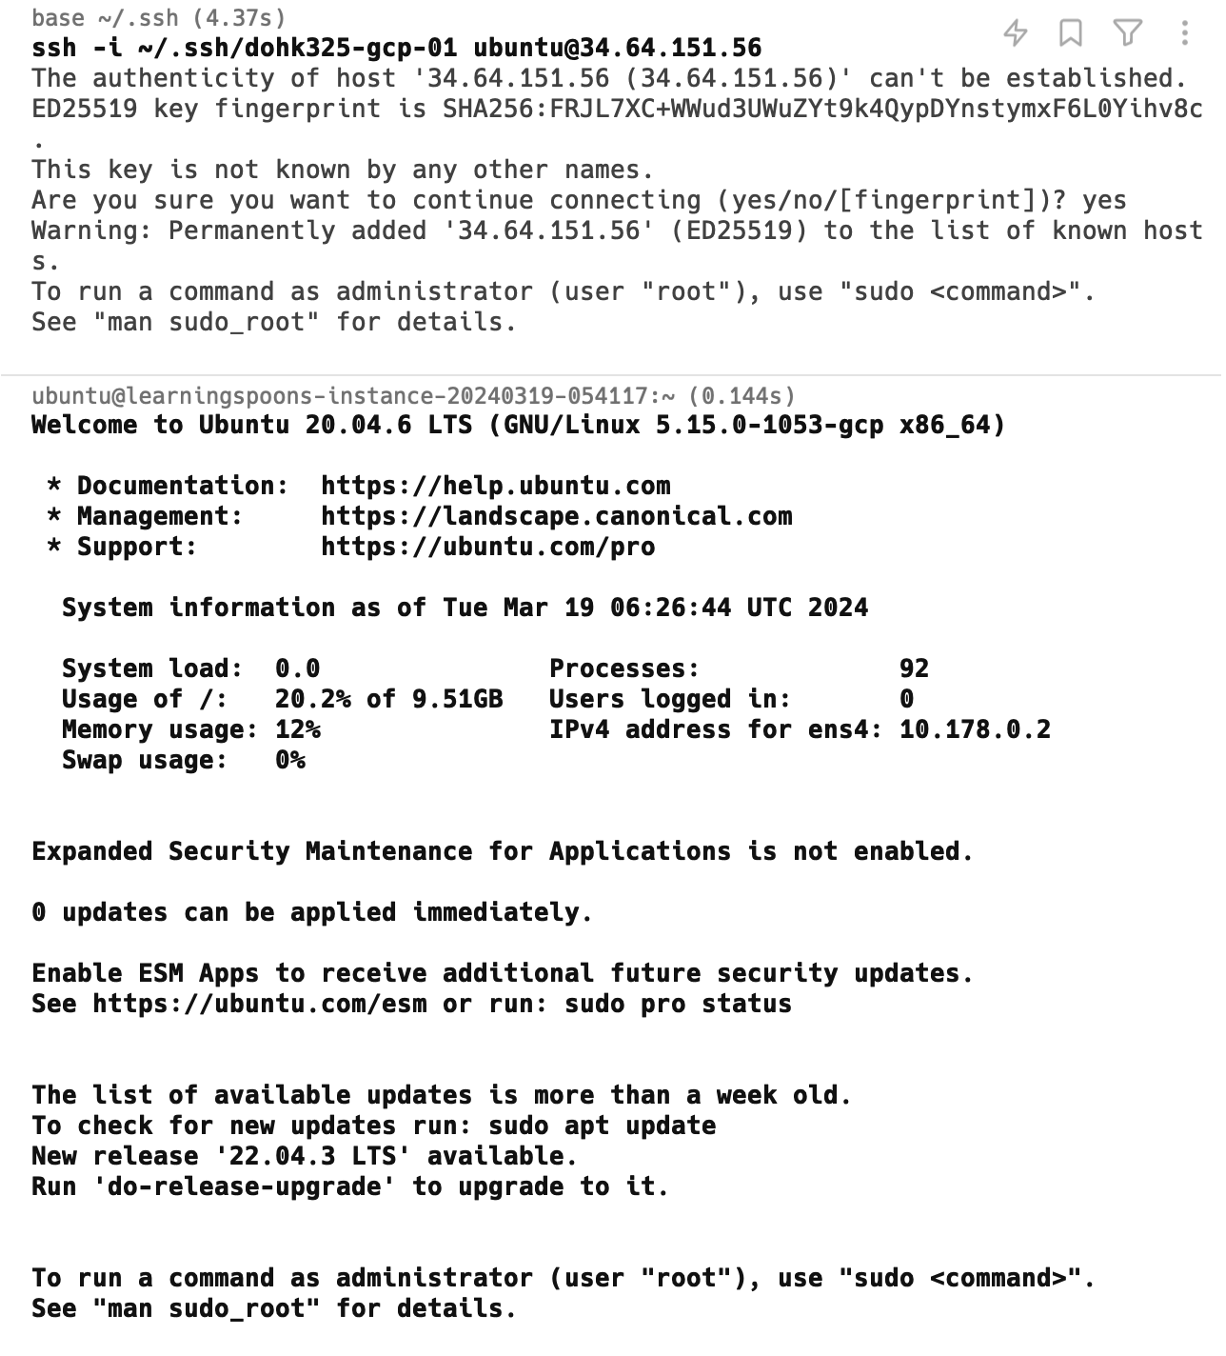 base ~/.ssh (4.37s)
ssh -i ~/.ssh/dohk325-gcp-01 ubuntu@34.64.151.56
The authenticity of host '34.64.151.56 (34.64.151.56)' can't be established.
ED25519 key fingerprint is SHA256:FRJL7XC+WWud3UWuZYt9k4QypDYnstymxF6L0Yihv8c
.
This key is not known by any other names.
Are you sure you want to continue connecting (yes/no/[fingerprint])? yes
Warning: Permanently added '34.64.151.56' (ED25519) to the list of known host
s.
To run a command as administrator (user "root"), use "sudo <command>".
See "man sudo_root" for details.
ubuntu@learningspoons-instance-20240319-054117:~ (0.144s)
Welcome to Ubuntu 20.04.6 LTS (GNU/Linux 5.15.0-1053-gcp x86_64)
* Documentation:  https://help.ubuntu.com
* Management:     https://landscape.canonical.com
* Support:        https://ubuntu.com/pro
System information as of Tue Mar 19 06:26:44 UTC 2024
System load:  0.0               Processes:             92
Usage of /:   20.2% of 9.51GB   Users logged in:       0
Memory usage: 12%               IPv4 address for ens4: 10.178.0.2
Swap usage:   0%
Expanded Security Maintenance for Applications is not enabled.
0 updates can be applied immediately.
Enable ESM Apps to receive additional future security updates.
See https://ubuntu.com/esm or run: sudo pro status
The list of available updates is more than a week old.
To check for new updates run: sudo apt update
New release '22.04.3 LTS' available.
Run 'do-release-upgrade' to upgrade to it.
To run a command as administrator (user "root"), use "sudo <command>".
See "man sudo_root" for details.